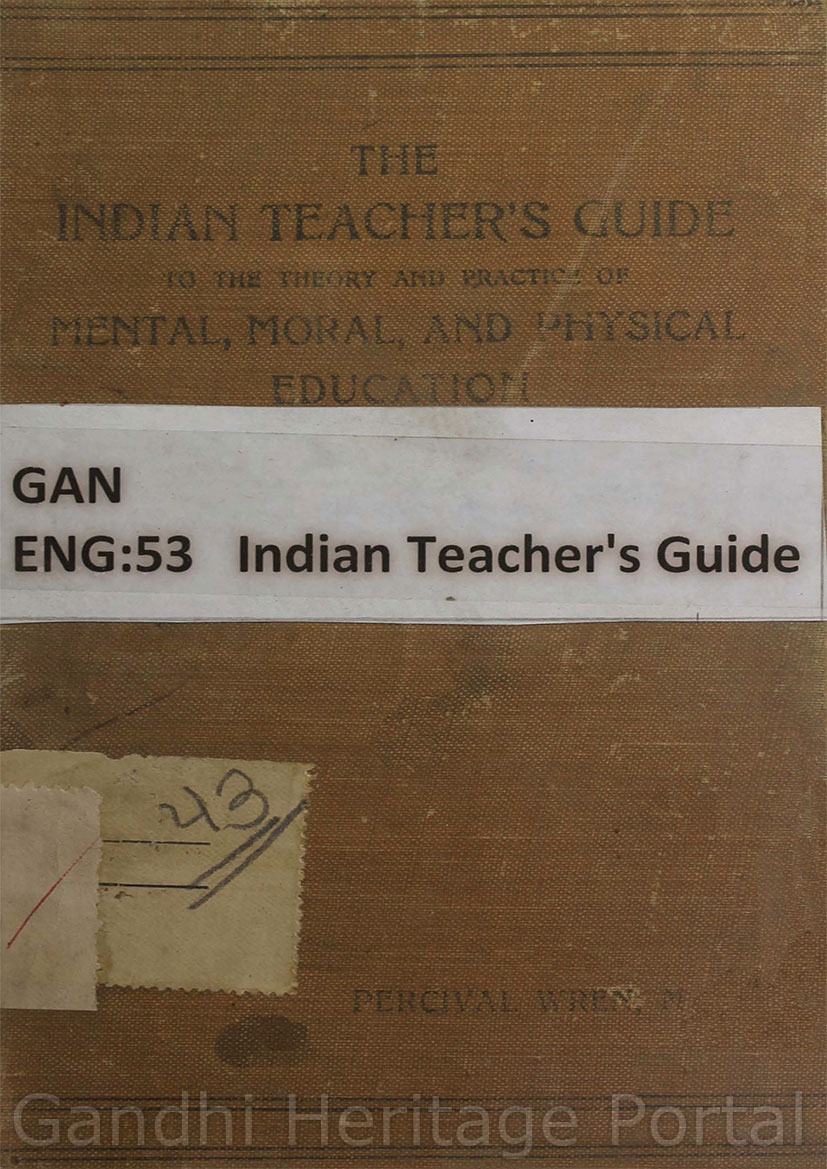 THE
INDIAN TEACHER'S GUIDE
TO THE THEORY AND PRACTICE OF
MENTAL, MORAL, AND PHYSICAL
EDUCATION
GAN
ENG:53 Indian Teacher's Guide
43
PERCIVAL WREN, M
Gandhi Heritage Portal